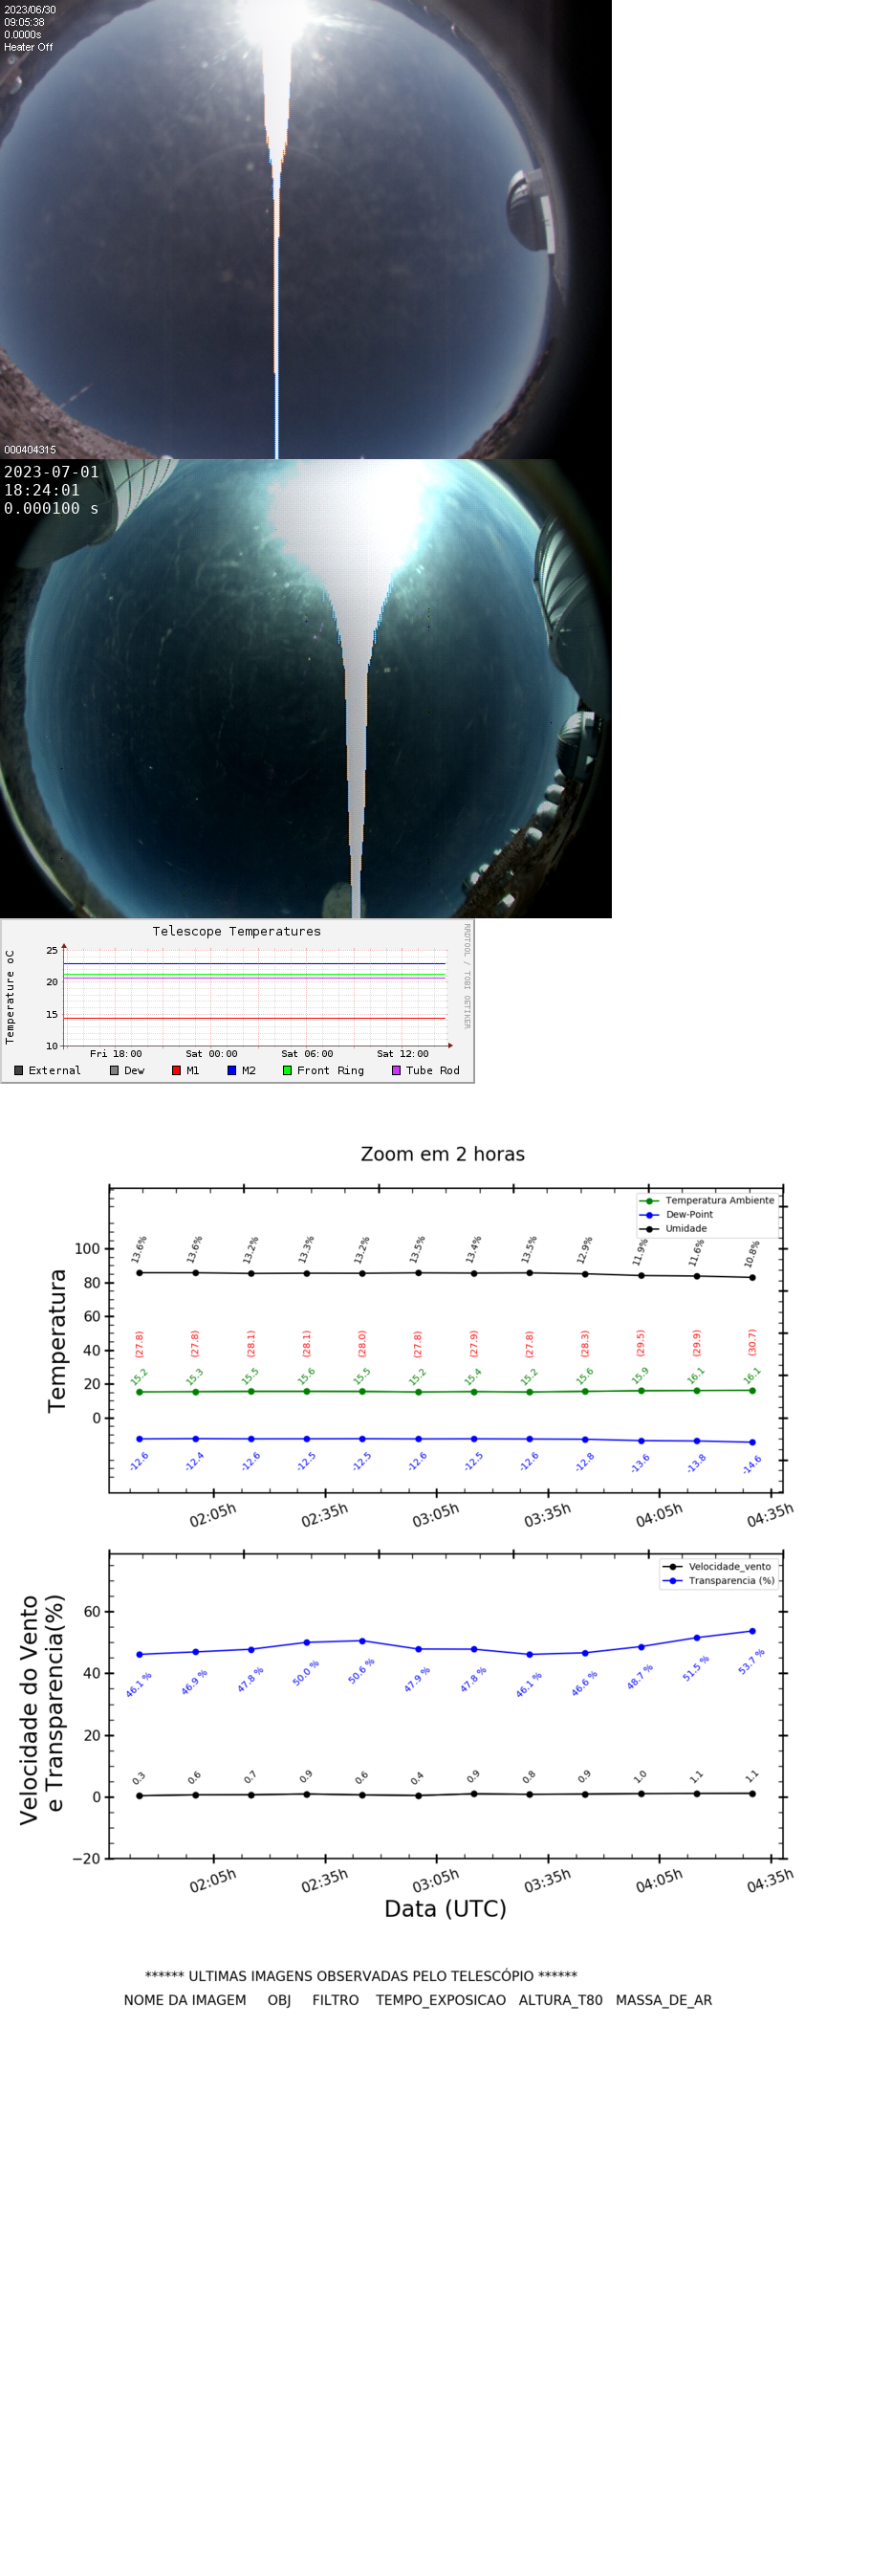 2023/06/30
09:05:38
0.0000s
Heater Off
000404315
2023-07-01
18:24:01
0.000100 s
Telescope Temperatures
RRDTOOL / TOBI OETIKER
Temperature oC
25
20
15
10
Fri 18:00 Sat 00:00 Sat 06:00 Sat 12:00
External Dew M1 M2 Front Ring Tube Rod
Zoom em 2 horas
Temperatura Ambiente
Dew-Point
Umidade
Temperatura
100
80
60
40
20
0
13.6% 13.6% 13.2% 13.3% 13.2% 13.5% 13.4% 13.5% 12.9% 11.9% 11.6% 10.8%
(27.8) (27.8) (28.1) (28.1) (28.0) (27.8) (27.9) (27.8) (28.3) (29.5) (29.9) (30.7)
15.2 15.3 15.5 15.6 15.5 15.2 15.4 15.2 15.6 15.9 16.1 16.1
-12.6 -12.4 -12.6 -12.5 -12.5 -12.6 -12.5 -12.6 -12.8 -13.6 -13.8 -14.6
02:05h 02:35h 03:05h 03:35h 04:05h 04:35h
Velocidade_vento
Transparencia (%)
Velocidade do Vento
e Transparencia(%)
60
40
20
0
−20
46.1 % 46.9 % 47.8 % 50.0 % 50.6 % 47.9 % 47.8 % 46.1 % 46.6 % 48.7 % 51.5 % 53.7 %
0.3 0.6 0.7 0.9 0.6 0.4 0.9 0.8 0.9 1.0 1.1 1.1
02:05h 02:35h 03:05h 03:35h 04:05h 04:35h
Data (UTC)
****** ULTIMAS IMAGENS OBSERVADAS PELO TELESCÓPIO ******
NOME DA IMAGEM OBJ FILTRO TEMPO_EXPOSICAO ALTURA_T80 MASSA_DE_AR